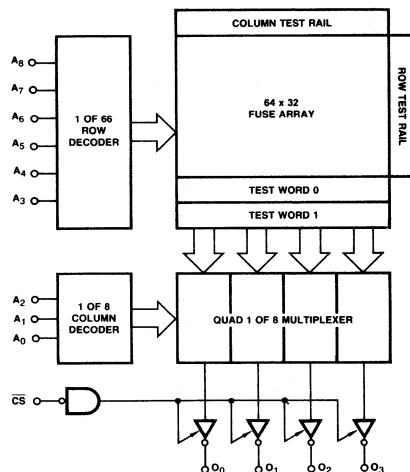 COLUMN TEST RAIL
A8
A7
A6
A5
A4
A3
1 OF 66
ROW
DECODER
64 x 32
FUSE ARRAY
ROW TEST RAIL
TEST WORD 0
TEST WORD 1
A2
A1
A0
1 OF 8
COLUMN
DECODER
QUAD 1 OF 8 MULTIPLEXER
CS
O0
O1
O2
O3